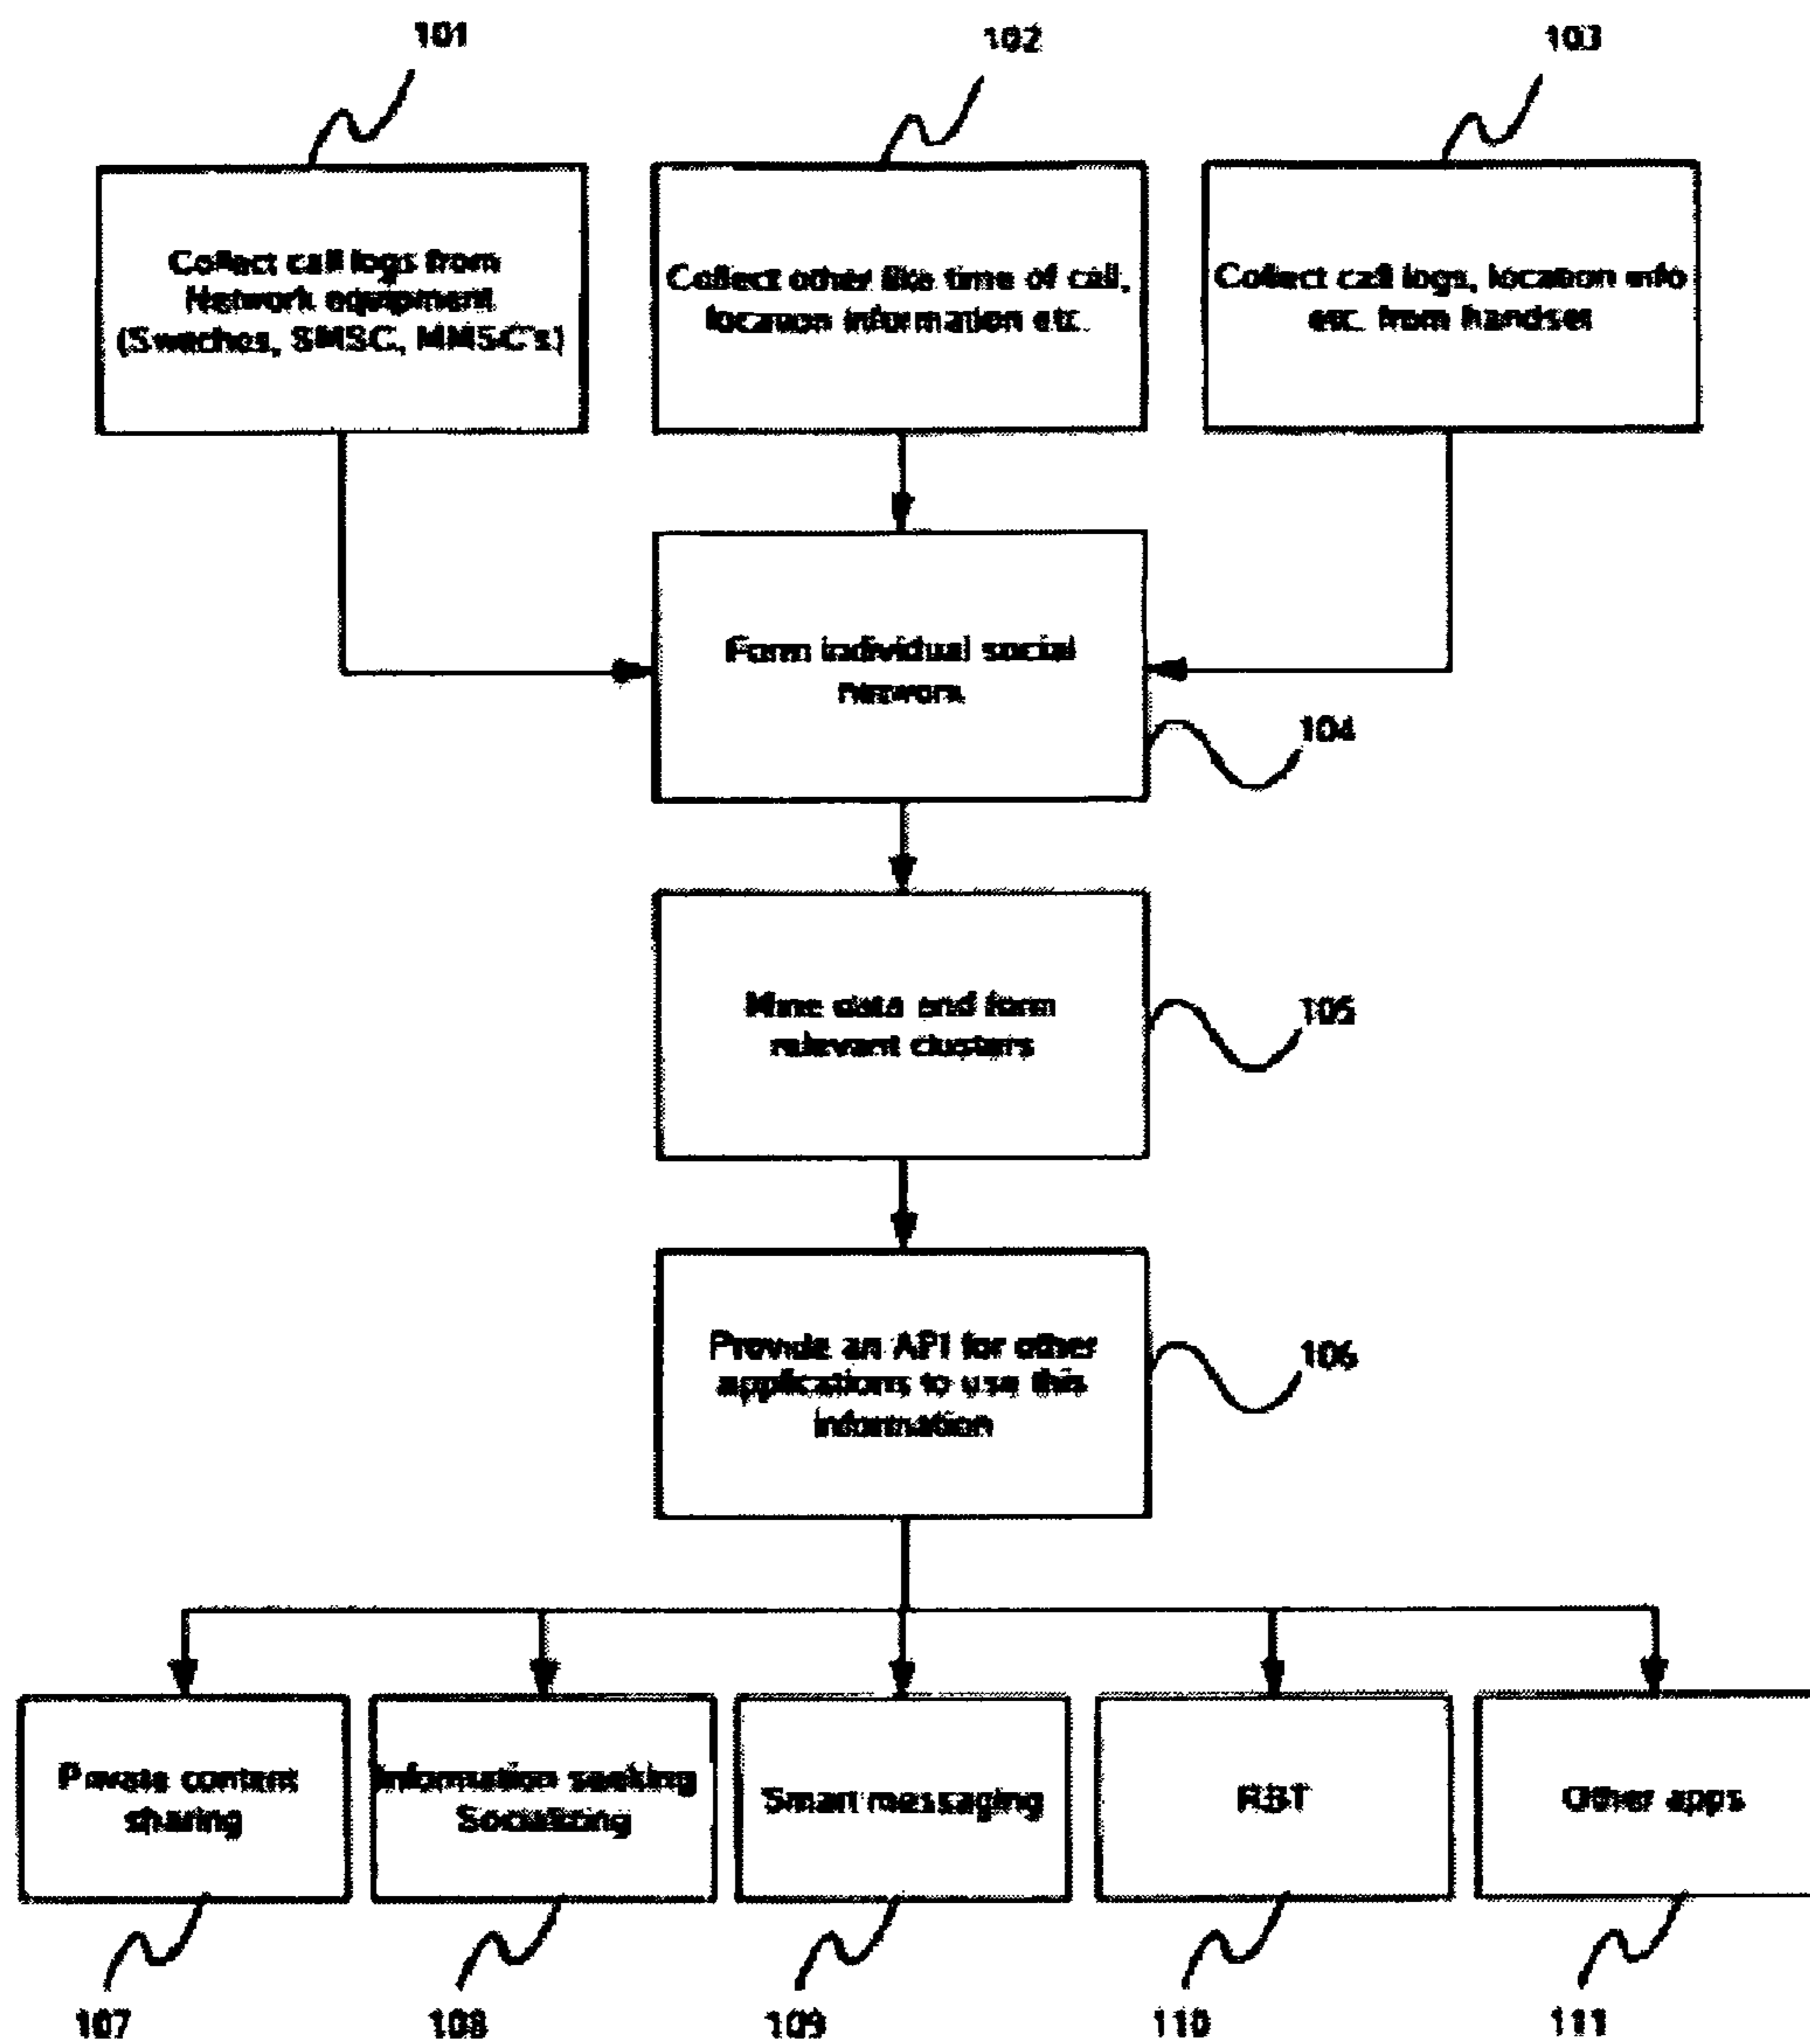 101
102
103
Collect call logs from
Network equipment
(Switches, SMSC, MMSC's)
Collect other like time of call,
location information etc.
Collect call logs, location info
etc. from handset
Form individual social
network
104
Mine data and form
relevant clusters
105
Provide an API for other
applications to use this
information
106
Private content
sharing
Information seeking
Socializing
Smart messaging
RBT
Other apps
107
108
109
110
111